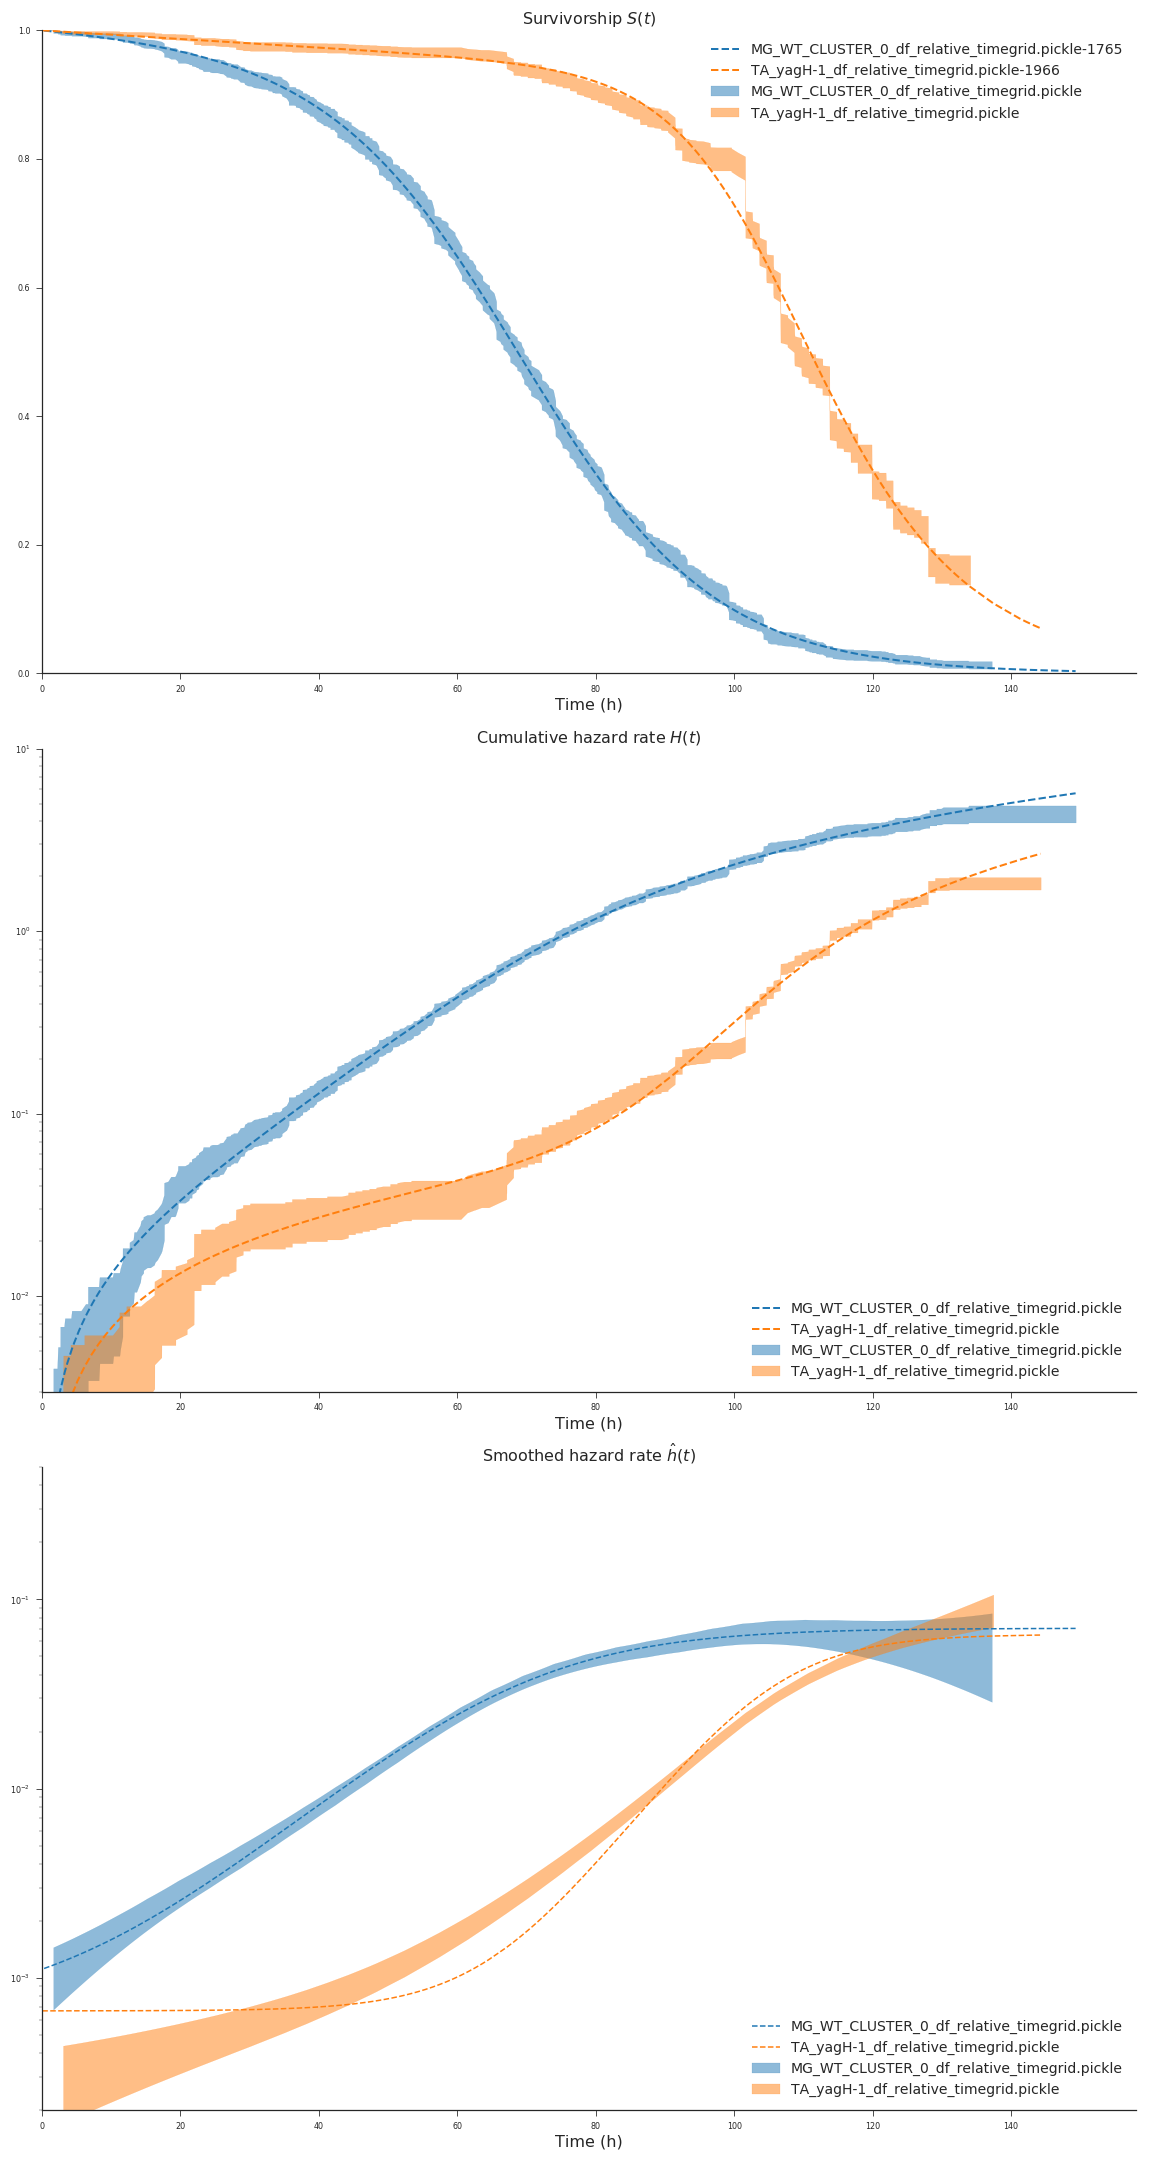 Survivorship S(t)
1.0
0.8
0.6
0.4
0.2
0.0
MG_WT_CLUSTER_0_df_relative_timegrid.pickle-1765
TA_yagH-1_df_relative_timegrid.pickle-1966
MG_WT_CLUSTER_0_df_relative_timegrid.pickle
TA_yagH-1_df_relative_timegrid.pickle
0 20 40 60 80 100 120 140
Time (h)
Cumulative hazard rate H(t)
10¹
10⁰
10⁻¹
10⁻²
MG_WT_CLUSTER_0_df_relative_timegrid.pickle
TA_yagH-1_df_relative_timegrid.pickle
MG_WT_CLUSTER_0_df_relative_timegrid.pickle
TA_yagH-1_df_relative_timegrid.pickle
0 20 40 60 80 100 120 140
Time (h)
Smoothed hazard rate ĥ(t)
10⁻¹
10⁻²
10⁻³
MG_WT_CLUSTER_0_df_relative_timegrid.pickle
TA_yagH-1_df_relative_timegrid.pickle
MG_WT_CLUSTER_0_df_relative_timegrid.pickle
TA_yagH-1_df_relative_timegrid.pickle
0 20 40 60 80 100 120 140
Time (h)